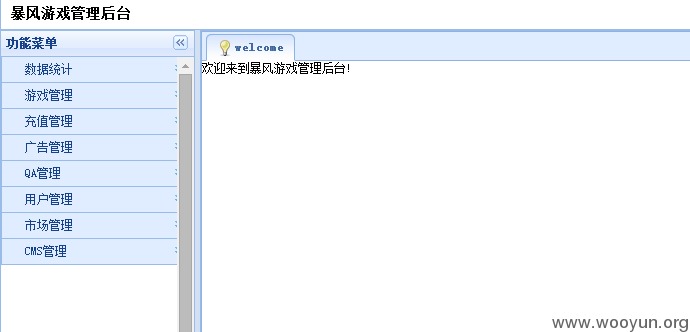 暴风游戏管理后台
功能菜单
welcome
数据统计
欢迎来到暴风游戏管理后台!
游戏管理
充值管理
广告管理
QA管理
用户管理
市场管理
CMS管理
www.wooyun.org